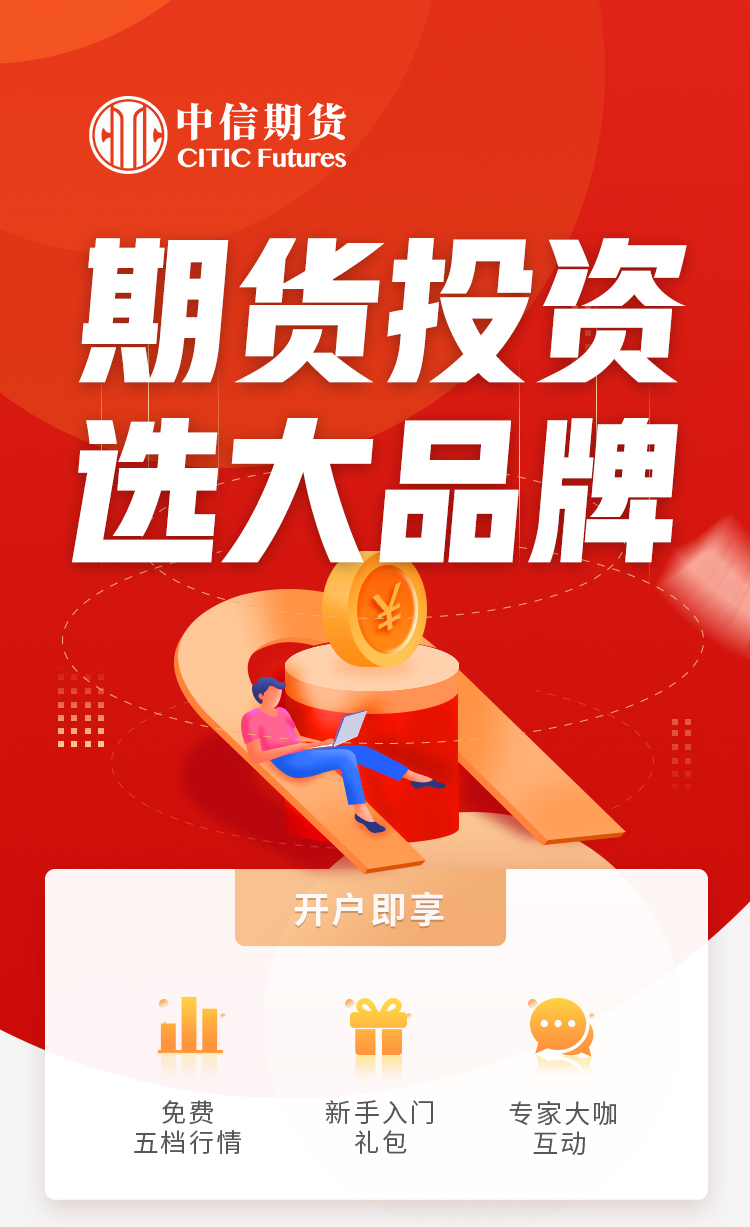 中信期货
CITIC Futures
期货投资
选大品牌
¥
开户即享
免费
五档行情
新手入门
礼包
专家大咖
互动